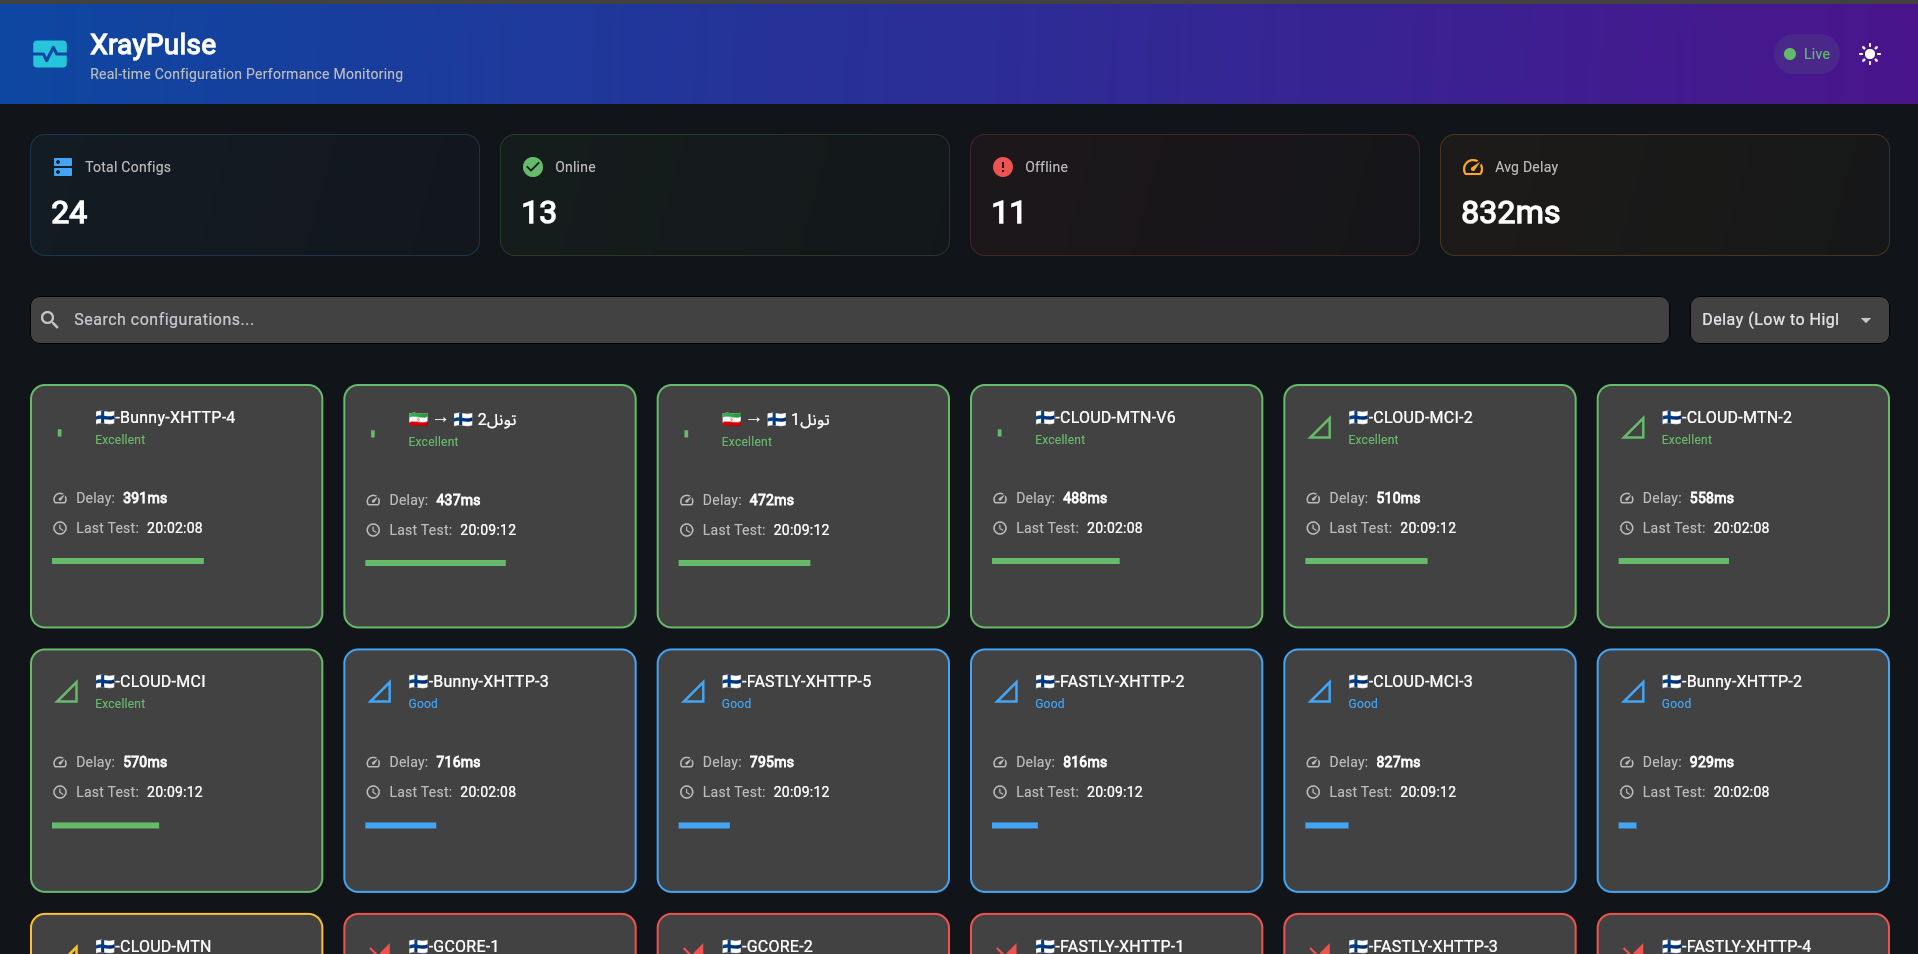 XrayPulse
Real-time Configuration Performance Monitoring
Live
Total Configs
24
Online
13
Offline
11
Avg Delay
832ms
Search configurations...
Delay (Low to Higl
🇫🇮-Bunny-XHTTP-4
Excellent
Delay: 391ms
Last Test: 20:02:08
🇮🇷 → 🇫🇮 تونل2
Excellent
Delay: 437ms
Last Test: 20:09:12
🇮🇷 → 🇫🇮 تونل1
Excellent
Delay: 472ms
Last Test: 20:09:12
🇫🇮-CLOUD-MTN-V6
Excellent
Delay: 488ms
Last Test: 20:02:08
🇫🇮-CLOUD-MCI-2
Excellent
Delay: 510ms
Last Test: 20:09:12
🇫🇮-CLOUD-MTN-2
Excellent
Delay: 558ms
Last Test: 20:02:08
🇫🇮-CLOUD-MCI
Excellent
Delay: 570ms
Last Test: 20:09:12
🇫🇮-Bunny-XHTTP-3
Good
Delay: 716ms
Last Test: 20:02:08
🇫🇮-FASTLY-XHTTP-5
Good
Delay: 795ms
Last Test: 20:09:12
🇫🇮-FASTLY-XHTTP-2
Good
Delay: 816ms
Last Test: 20:09:12
🇫🇮-CLOUD-MCI-3
Good
Delay: 827ms
Last Test: 20:09:12
🇫🇮-Bunny-XHTTP-2
Good
Delay: 929ms
Last Test: 20:02:08
🇫🇮-CLOUD-MTN
🇫🇮-GCORE-1
🇫🇮-GCORE-2
🇫🇮-FASTLY-XHTTP-1
🇫🇮-FASTLY-XHTTP-3
🇫🇮-FASTLY-XHTTP-4